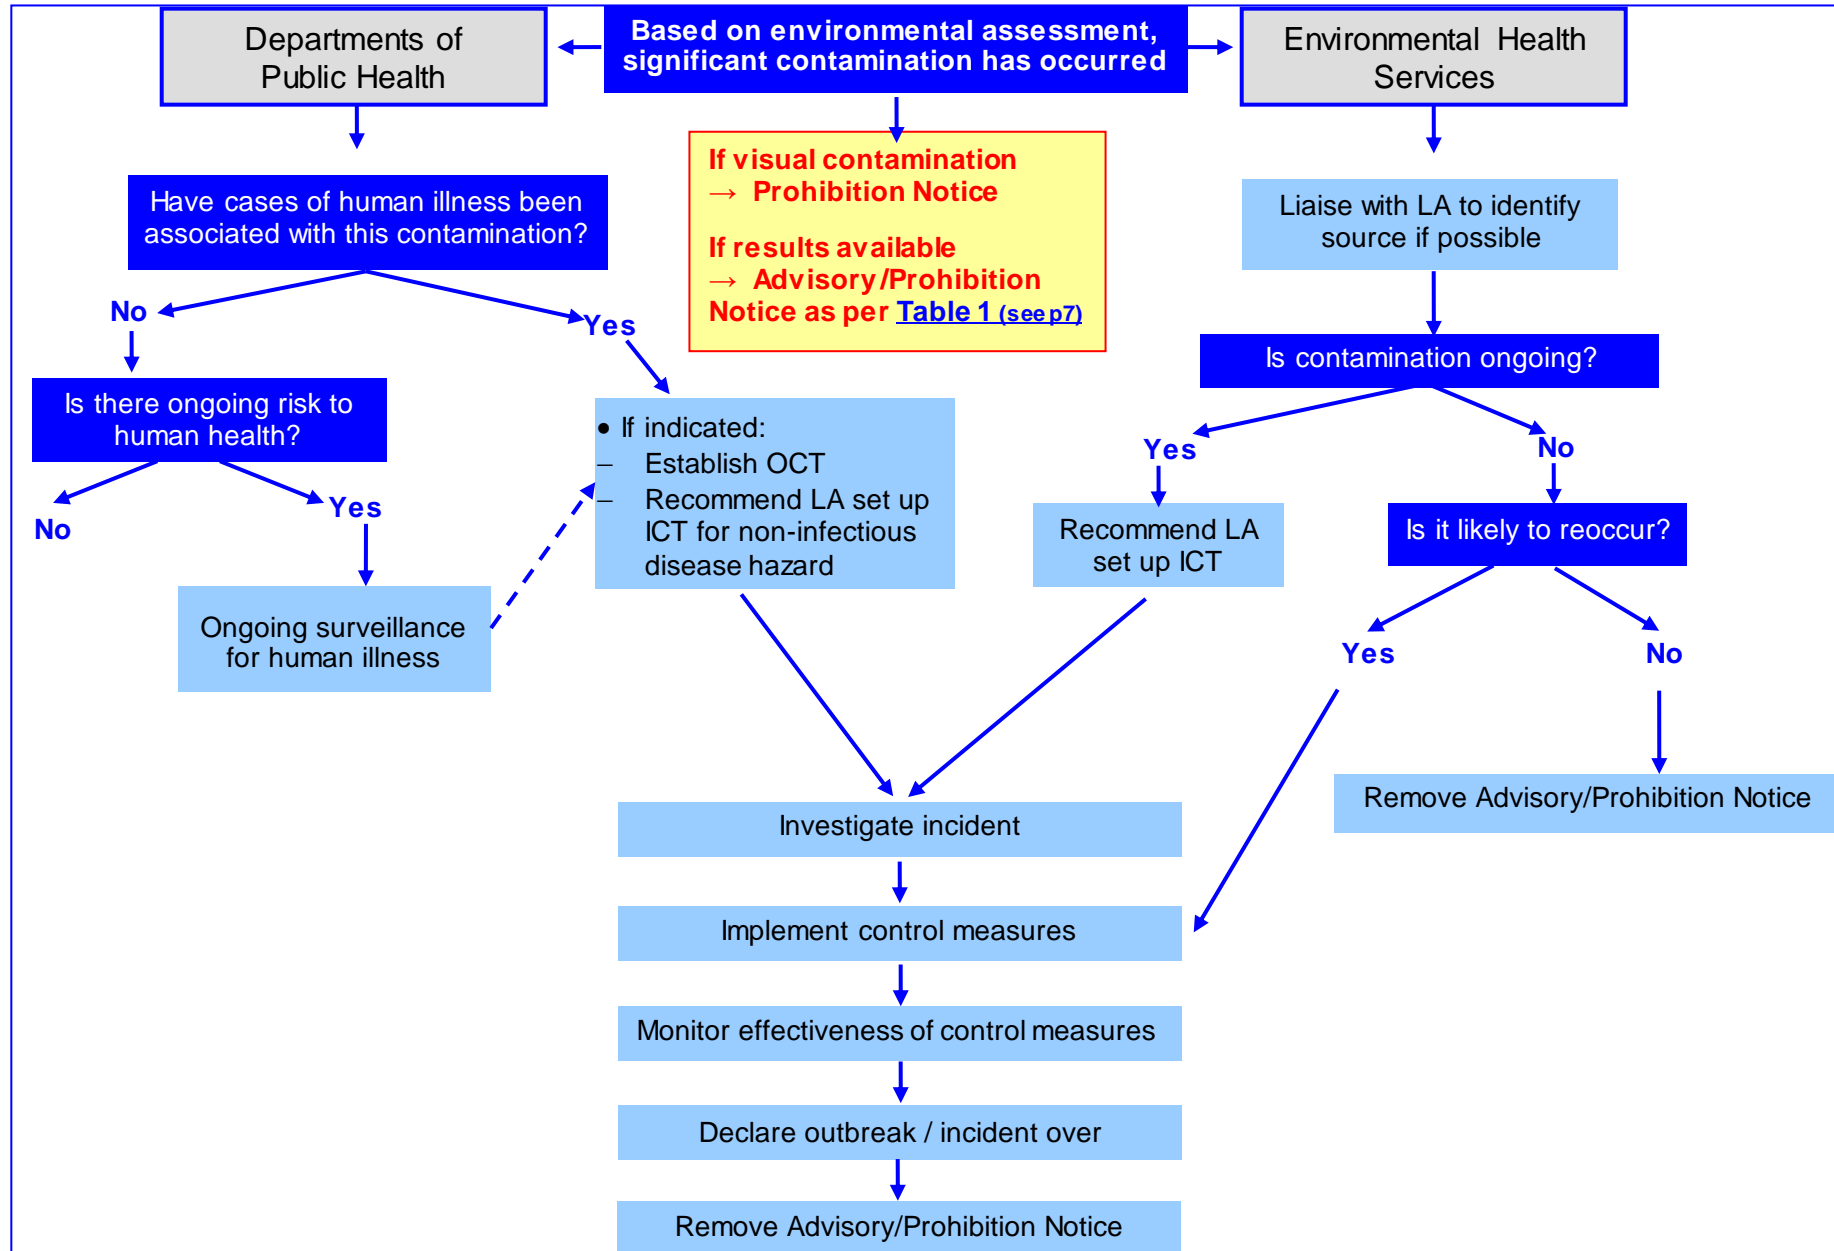 Departments of
Public Health
Based on environmental assessment,
significant contamination has occurred
Environmental Health
Services
If visual contamination
→ Prohibition Notice
If results available
→ Advisory/Prohibition
Notice as per Table 1 (see p7)
Have cases of human illness been
associated with this contamination?
Liaise with LA to identify
source if possible
No
Yes
Is contamination ongoing?
Is there ongoing risk to
human health?
• If indicated:
– Establish OCT
– Recommend LA set up
ICT for non-infectious
disease hazard
Yes
No
No
Yes
Recommend LA
set up ICT
Is it likely to reoccur?
Ongoing surveillance
for human illness
Yes
No
Remove Advisory/Prohibition Notice
Investigate incident
Implement control measures
Monitor effectiveness of control measures
Declare outbreak / incident over
Remove Advisory/Prohibition Notice